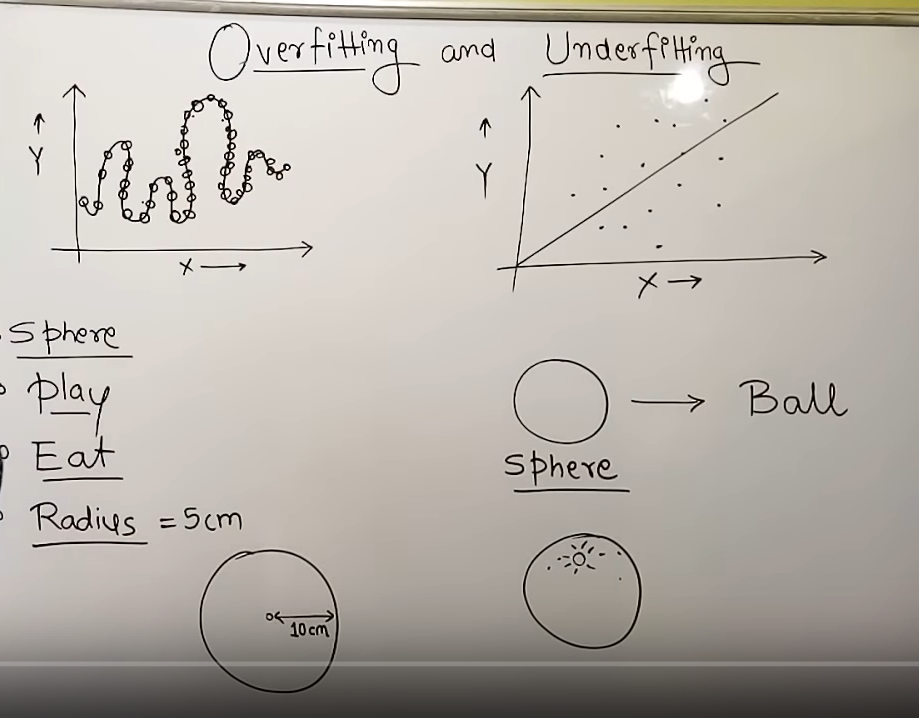 Overfitting and Underfitting
Y
X
Y
X
Sphere
Play
Eat
Radius = 5cm
10cm
Ball
Sphere